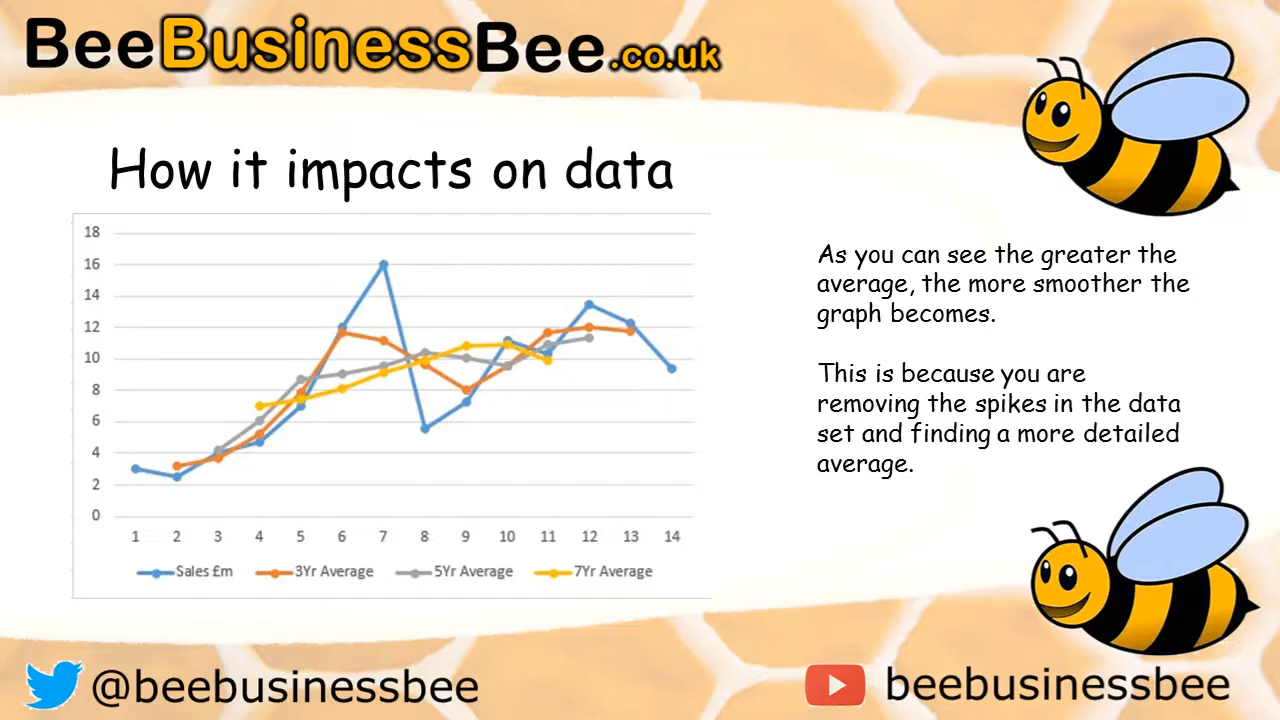 BeeBusinessBee.co.uk
How it impacts on data
18
16
14
12
10
8
6
4
2
0
1 2 3 4 5 6 7 8 9 10 11 12 13 14
Sales £m 3Yr Average 5Yr Average 7Yr Average
As you can see the greater the
average, the more smoother the
graph becomes.
This is because you are
removing the spikes in the data
set and finding a more detailed
average.
@beebusinessbee
beebusinessbee